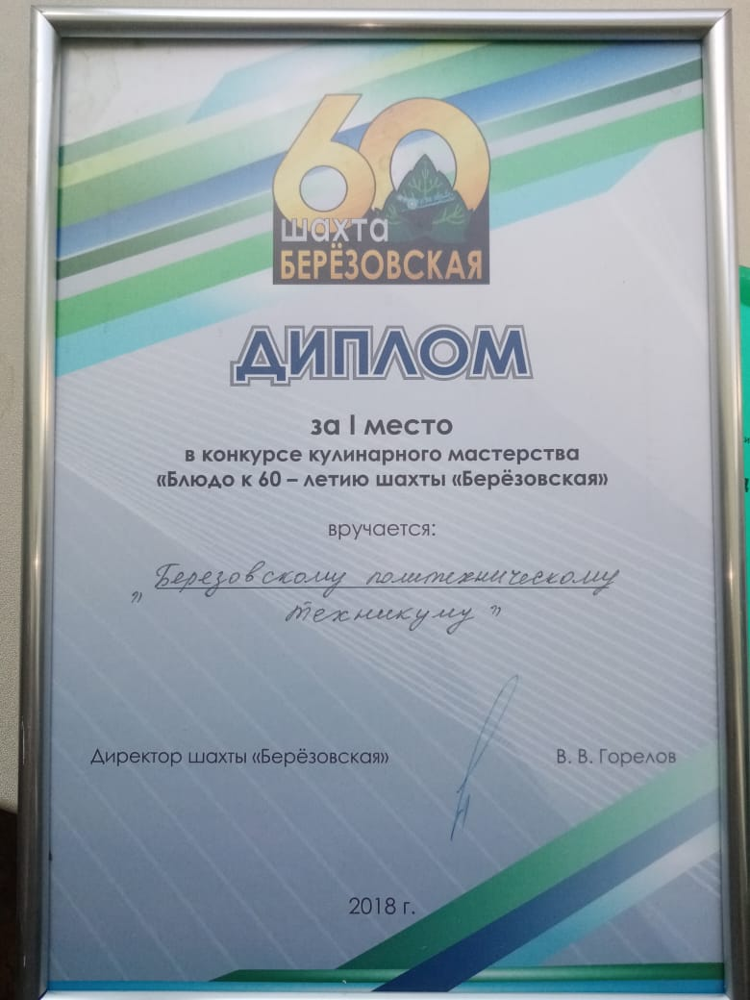 60
шахта
БЕРЁЗОВСКАЯ
ДИПЛОМ
за I место
в конкурсе кулинарного мастерства
«Блюдо к 60 – летию шахты «Берёзовская»
вручается:
„ Березовскому политехническому
техникуму ”
Директор шахты «Берёзовская» В. В. Горелов
2018 г.